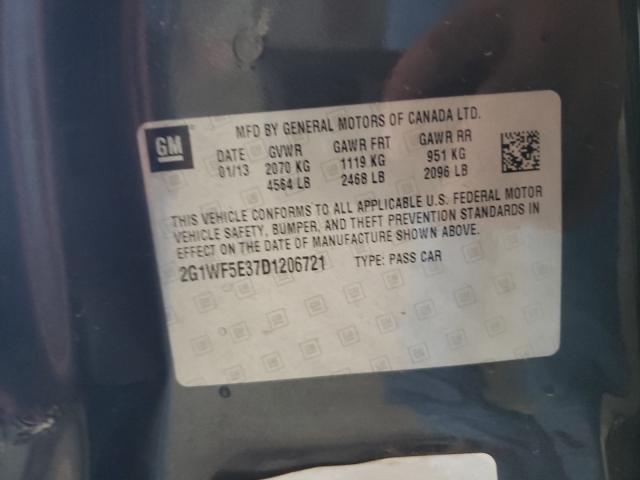 GM
MFD BY GENERAL MOTORS OF CANADA LTD.
DATE GVWR GAWR FRT GAWR RR
01/13 2070 KG 1119 KG 951 KG
4564 LB 2468 LB 2096 LB
THIS VEHICLE CONFORMS TO ALL APPLICABLE U.S. FEDERAL MOTOR
VEHICLE SAFETY, BUMPER, AND THEFT PREVENTION STANDARDS IN
EFFECT ON THE DATE OF MANUFACTURE SHOWN ABOVE.
2G1WF5E37D1206721 TYPE: PASS CAR